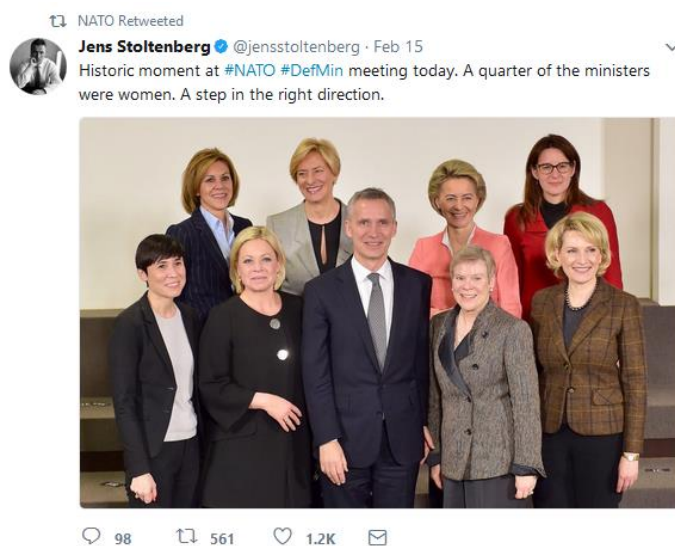 NATO Retweeted
Jens Stoltenberg @jensstoltenberg · Feb 15
Historic moment at #NATO #DefMin meeting today. A quarter of the ministers
were women. A step in the right direction.
98 561 1.2K